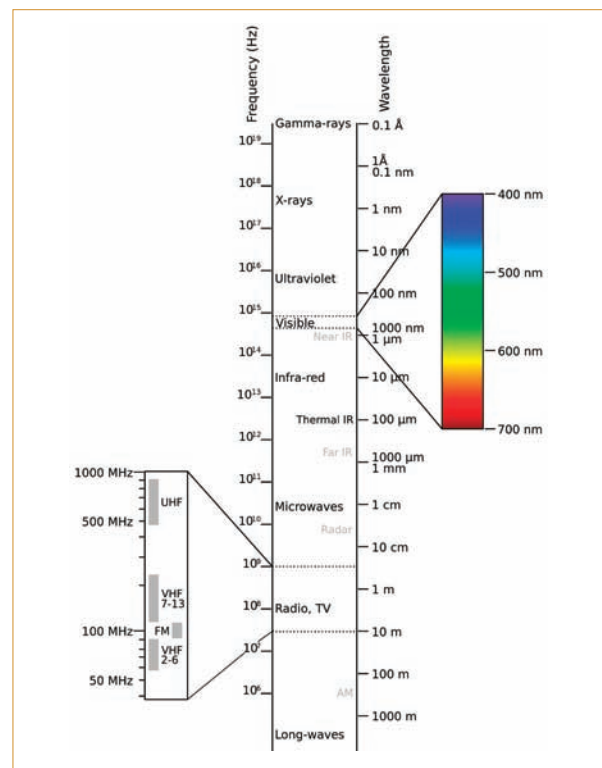 Frequency (Hz)
Wavelength
Gamma-rays
0.1 Å
10¹⁹
1Å
0.1 nm
10¹⁸
X-rays
1 nm
10¹⁷
10 nm
10¹⁶
Ultraviolet
100 nm
10¹⁵
Visible
1000 nm
Near IR
1 µm
10¹⁴
Infra-red
10 µm
10¹³
Thermal IR
100 µm
10¹²
Far IR
1000 µm
1 mm
10¹¹
Microwaves
1 cm
10¹⁰
Radar
10 cm
10⁹
1 m
10⁸
Radio, TV
10 m
10⁷
100 m
10⁶
AM
1000 m
Long-waves
400 nm
500 nm
600 nm
700 nm
1000 MHz
UHF
500 MHz
VHF
7-13
FM
100 MHz
VHF
2-6
50 MHz